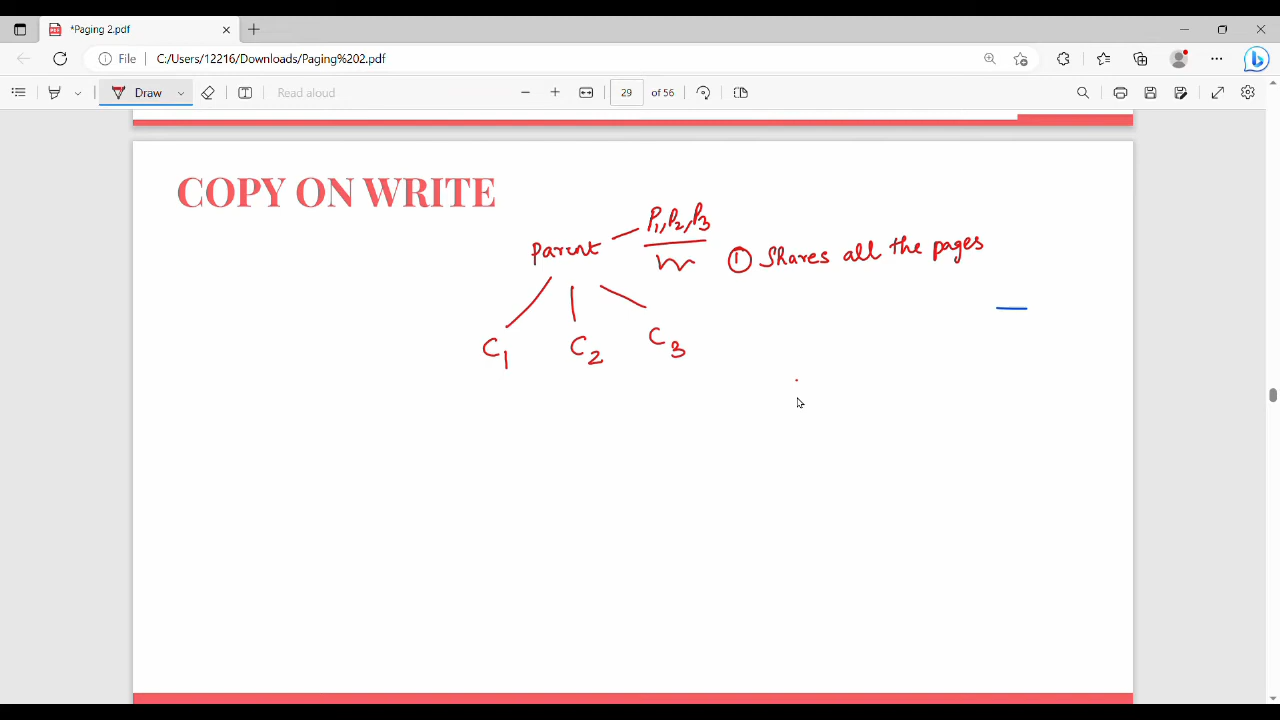 *Paging 2.pdf
File C:/Users/12216/Downloads/Paging%202.pdf
Draw Read aloud 29 of 56
COPY ON WRITE
P1, P2, P3
Parent
① Shares all the pages
C1 C2 C3